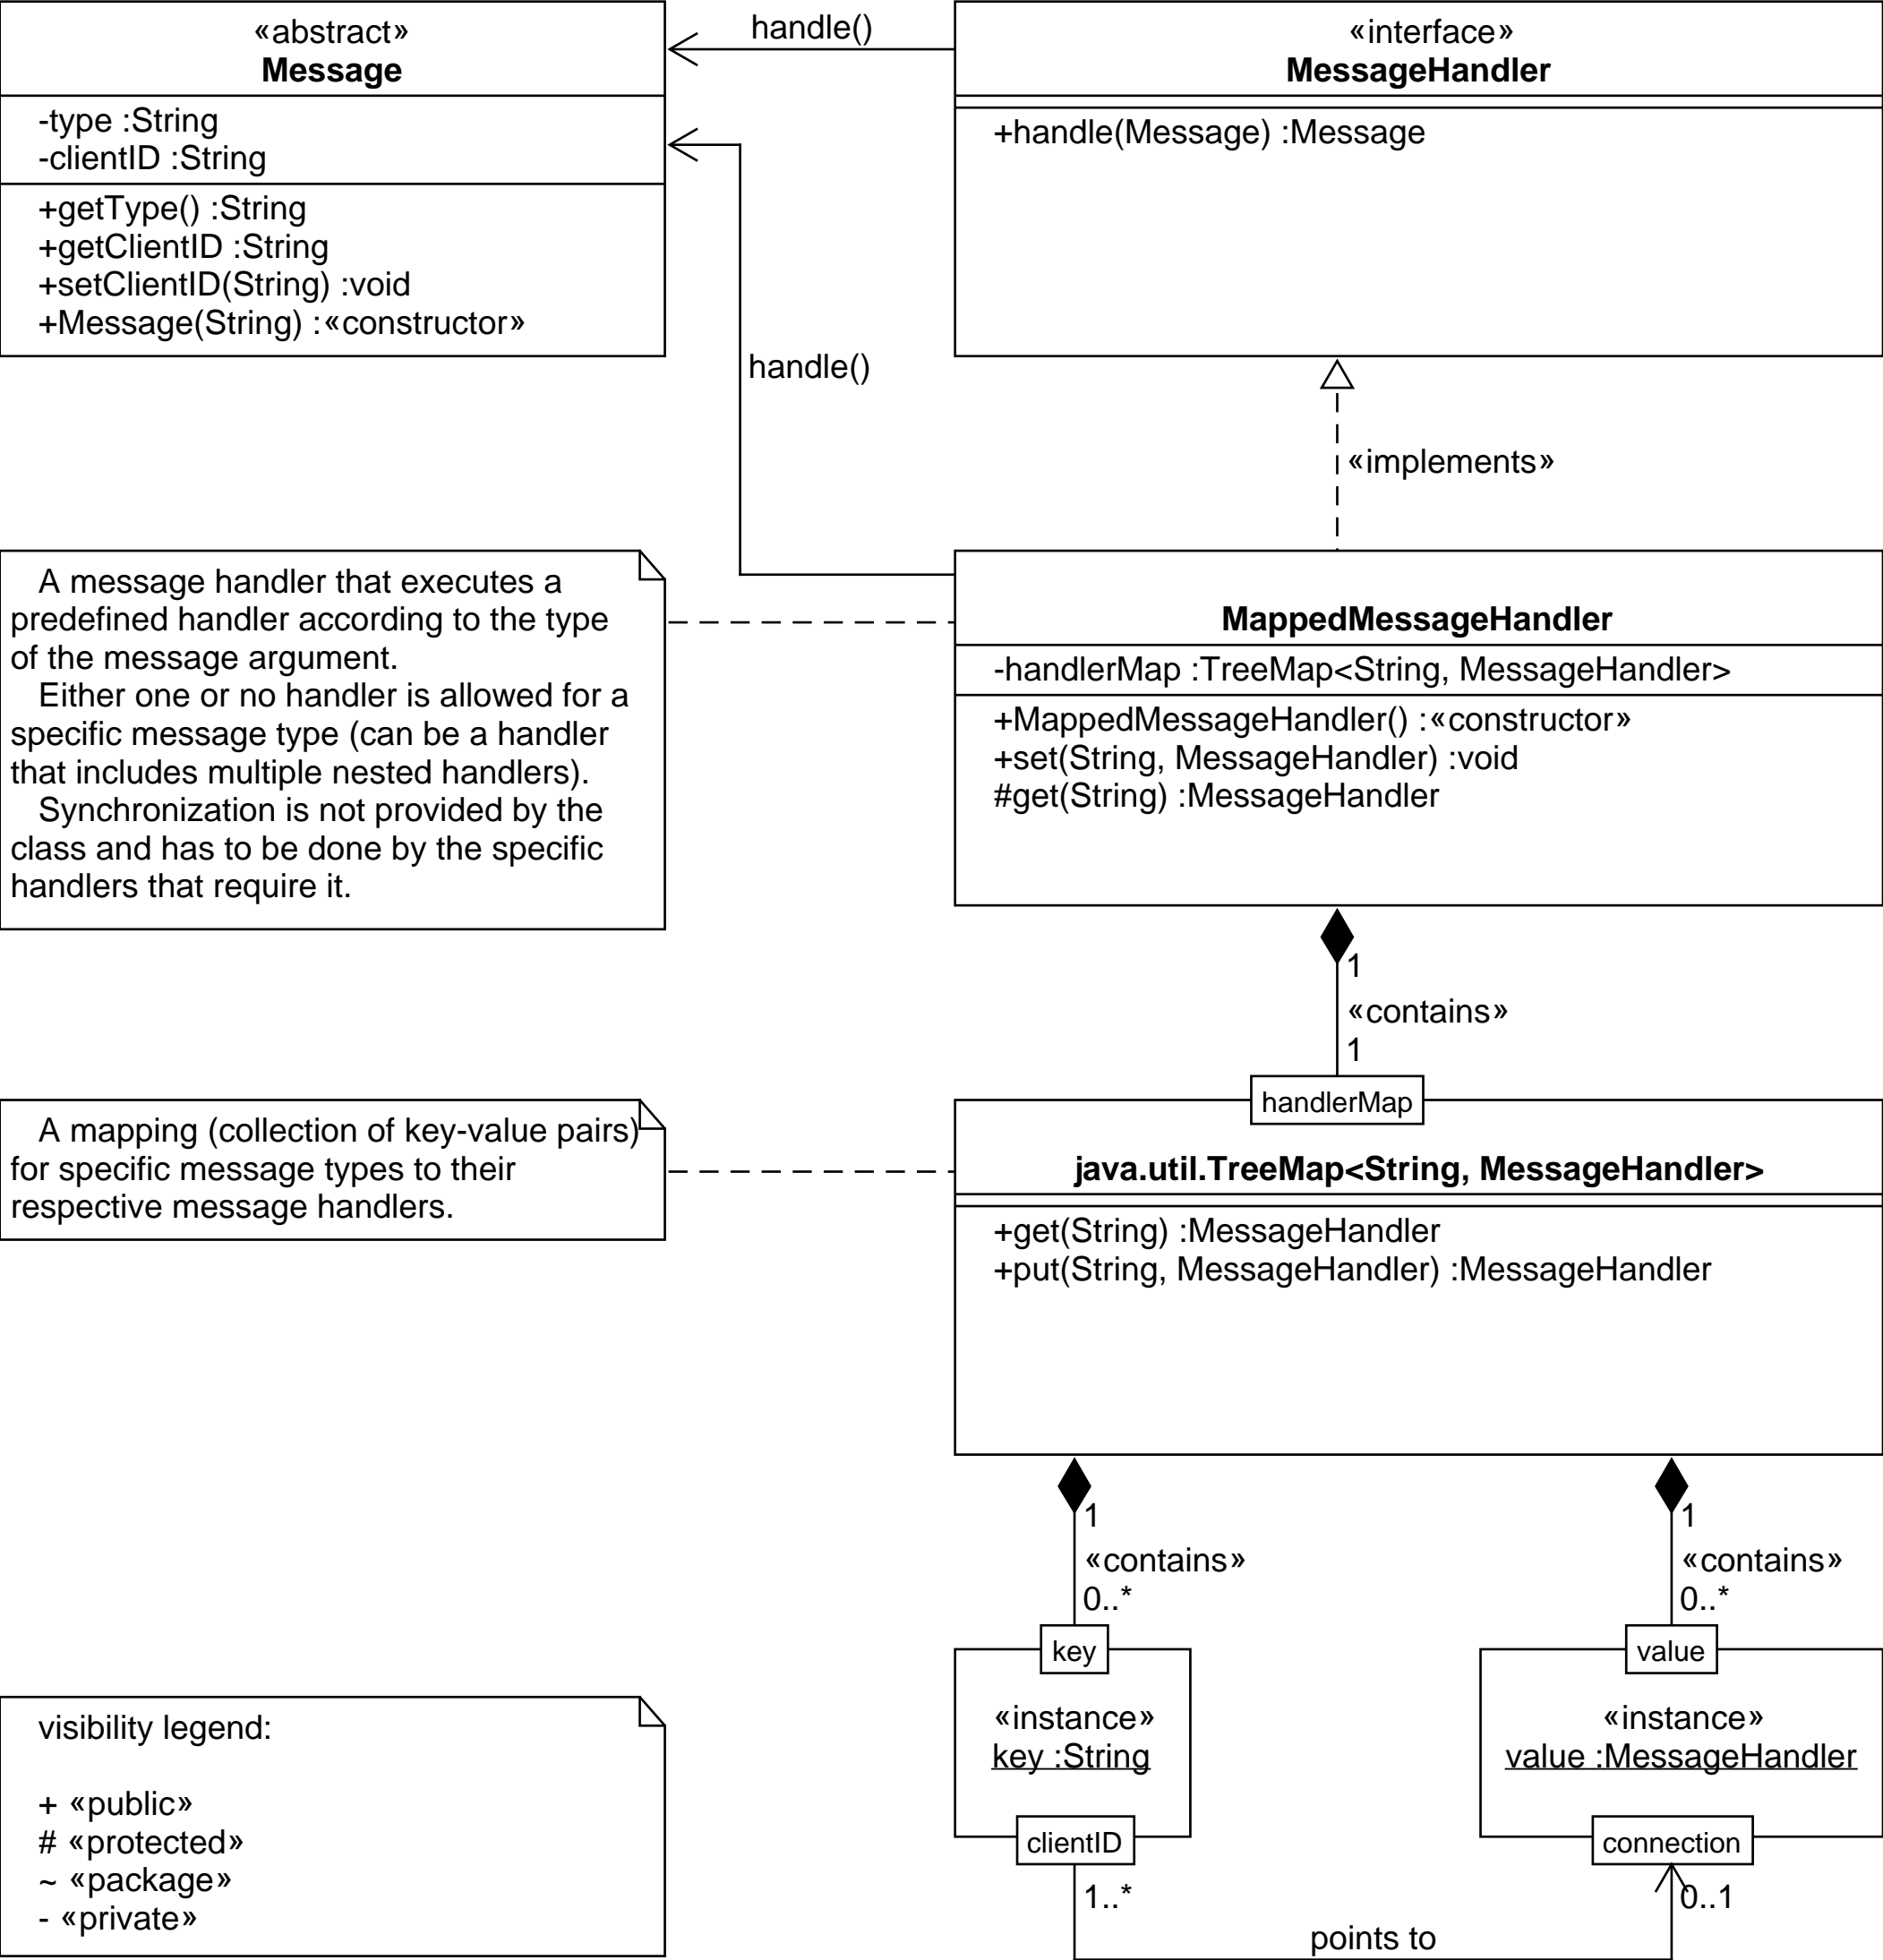 «abstract»
Message
-type :String
-clientID :String
+getType() :String
+getClientID :String
+setClientID(String) :void
+Message(String) :«constructor»
handle()
«interface»
MessageHandler
+handle(Message) :Message
handle()
«implements»
A message handler that executes a
predefined handler according to the type
of the message argument.
Either one or no handler is allowed for a
specific message type (can be a handler
that includes multiple nested handlers).
Synchronization is not provided by the
class and has to be done by the specific
handlers that require it.
MappedMessageHandler
-handlerMap :TreeMap<String, MessageHandler>
+MappedMessageHandler() :«constructor»
+set(String, MessageHandler) :void
#get(String) :MessageHandler
1
«contains»
1
handlerMap
A mapping (collection of key-value pairs)
for specific message types to their
respective message handlers.
java.util.TreeMap<String, MessageHandler>
+get(String) :MessageHandler
+put(String, MessageHandler) :MessageHandler
1
«contains»
0..*
key
«instance»
key :String
clientID
1..*
1
«contains»
0..*
value
«instance»
value :MessageHandler
connection
0..1
points to
visibility legend:
+ «public»
# «protected»
~ «package»
- «private»